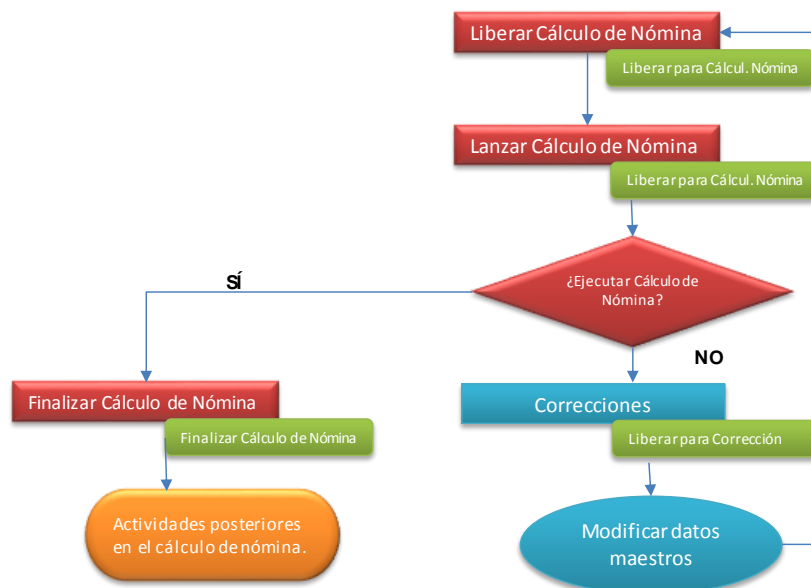 Liberar Cálculo de Nómina
Liberar para Cálcul. Nómina
Lanzar Cálculo de Nómina
Liberar para Cálcul. Nómina
¿Ejecutar Cálculo de
Nómina?
SÍ
NO
Finalizar Cálculo de Nómina
Finalizar Cálculo de Nómina
Correcciones
Liberar para Corrección
Actividades posteriores
en el cálculo de nómina.
Modificar datos
maestros